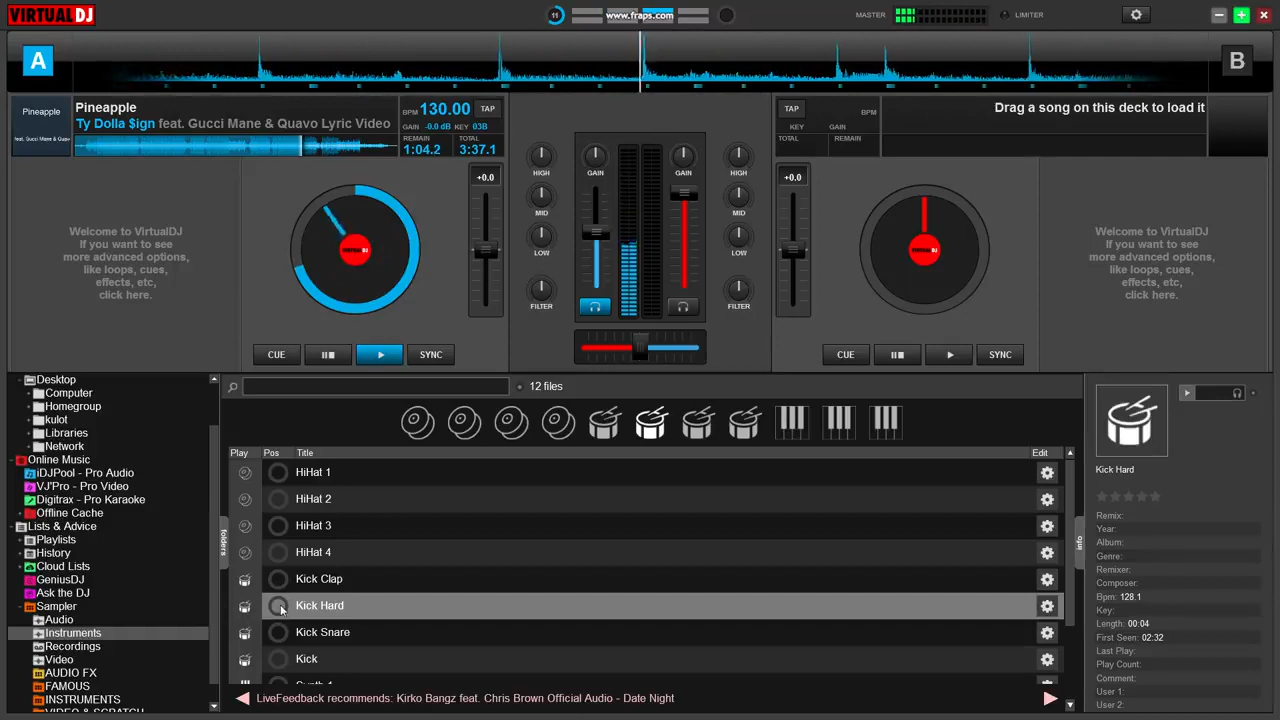 VIRTUAL DJ
11
www.fraps.com
MASTER
LIMITER
A
B
Pineapple
Pineapple
Ty Dolla $ign feat. Gucci Mane & Quavo Lyric Video
BPM 130.00 TAP
GAIN -0.0 dB KEY 03B
REMAIN TOTAL
1:04.2 3:37.1
TAP BPM
KEY GAIN
TOTAL REMAIN
Drag a song on this deck to load it
+0.0
HIGH
MID
LOW
FILTER
GAIN
GAIN
HIGH
MID
LOW
FILTER
+0.0
Welcome to VirtualDJ
If you want to see
more advanced options,
like loops, cues,
effects, etc,
click here.
Welcome to VirtualDJ
If you want to see
more advanced options,
like loops, cues,
effects, etc,
click here.
CUE
SYNC
CUE
SYNC
Desktop
Computer
Homegroup
kulot
Libraries
Network
Online Music
iDJPool - Pro Audio
VJ'Pro - Pro Video
Digitrax - Pro Karaoke
Offline Cache
Lists & Advice
Playlists
History
Cloud Lists
GeniusDJ
Ask the DJ
Sampler
Audio
Instruments
Recordings
Video
AUDIO FX
FAMOUS
INSTRUMENTS
folders
12 files
Play Pos Title Edit
HiHat 1
HiHat 2
HiHat 3
HiHat 4
Kick Clap
Kick Hard
Kick Snare
Kick
LiveFeedback recommends: Kirko Bangz feat. Chris Brown Official Audio - Date Night
info
Kick Hard
Remix:
Year:
Album:
Genre:
Remixer:
Composer:
Bpm: 128.1
Key:
Length: 00:04
First Seen: 02:32
Last Play:
Play Count:
Comment:
User 1:
User 2: